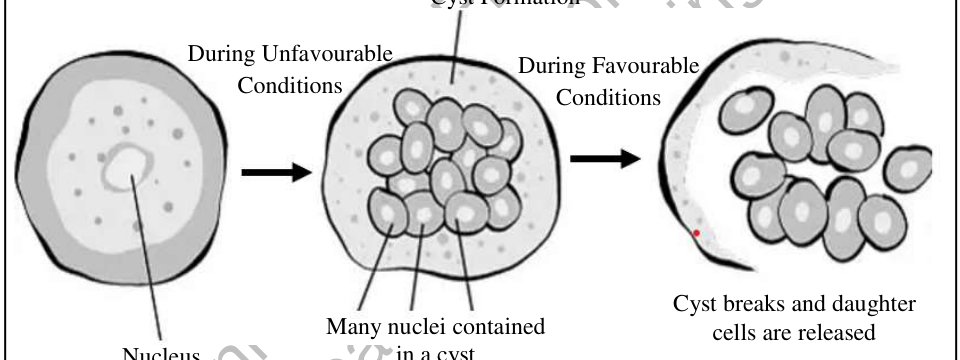 Cyst Formation
During Unfavourable
Conditions
During Favourable
Conditions
Many nuclei contained
in a cyst
Cyst breaks and daughter
cells are released
Nucleus